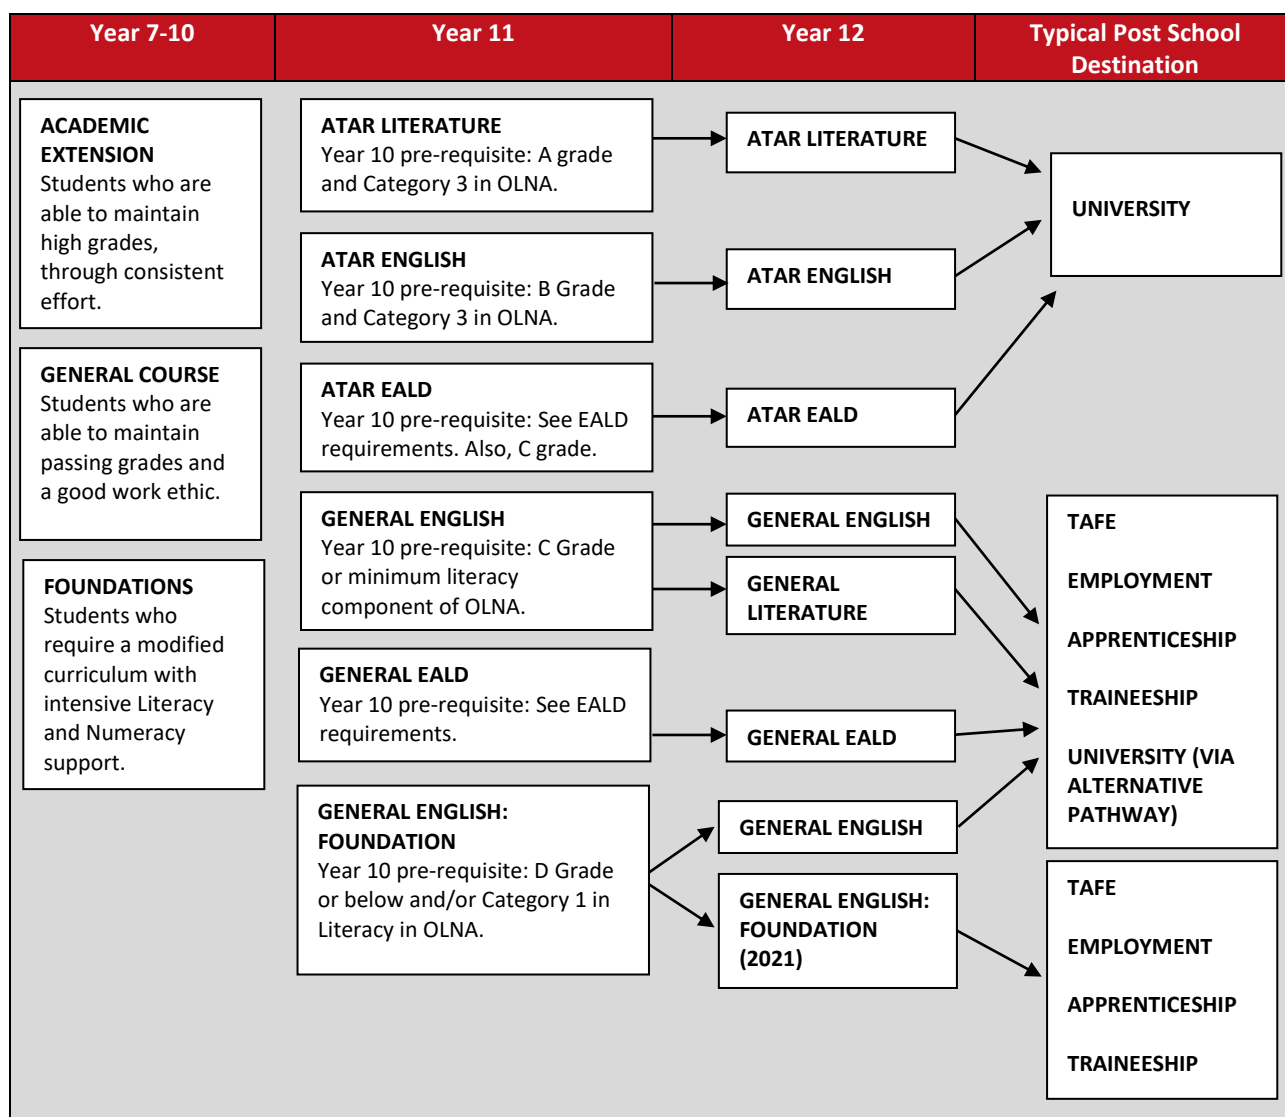 Year 7-10
Year 11
Year 12
Typical Post School
Destination
ACADEMIC
EXTENSION
Students who are
able to maintain
high grades,
through consistent
effort.
GENERAL COURSE
Students who are
able to maintain
passing grades and
a good work ethic.
FOUNDATIONS
Students who
require a modified
curriculum with
intensive Literacy
and Numeracy
support.
ATAR LITERATURE
Year 10 pre-requisite: A grade
and Category 3 in OLNA.
ATAR ENGLISH
Year 10 pre-requisite: B Grade
and Category 3 in OLNA.
ATAR EALD
Year 10 pre-requisite: See EALD
requirements. Also, C grade.
GENERAL ENGLISH
Year 10 pre-requisite: C Grade
or minimum literacy
component of OLNA.
GENERAL EALD
Year 10 pre-requisite: See EALD
requirements.
GENERAL ENGLISH:
FOUNDATION
Year 10 pre-requisite: D Grade
or below and/or Category 1 in
Literacy in OLNA.
ATAR LITERATURE
ATAR ENGLISH
ATAR EALD
GENERAL ENGLISH
GENERAL
LITERATURE
GENERAL EALD
GENERAL ENGLISH
GENERAL ENGLISH:
FOUNDATION
(2021)
UNIVERSITY
TAFE
EMPLOYMENT
APPRENTICESHIP
TRAINEESHIP
UNIVERSITY (VIA
ALTERNATIVE
PATHWAY)
TAFE
EMPLOYMENT
APPRENTICESHIP
TRAINEESHIP